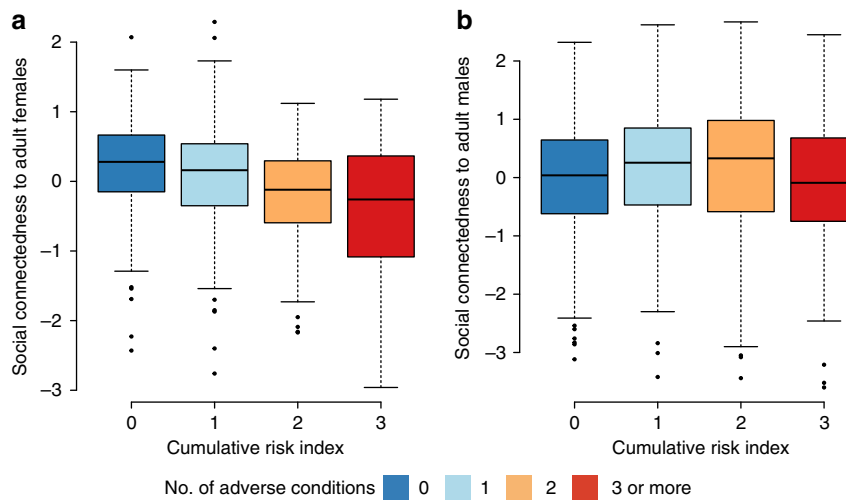 a
Social connectedness to adult females
2
1
0
–1
–2
–3
0 1 2 3
Cumulative risk index
b
Social connectedness to adult males
2
1
0
–1
–2
–3
0 1 2 3
Cumulative risk index
No. of adverse conditions 0 1 2 3 or more